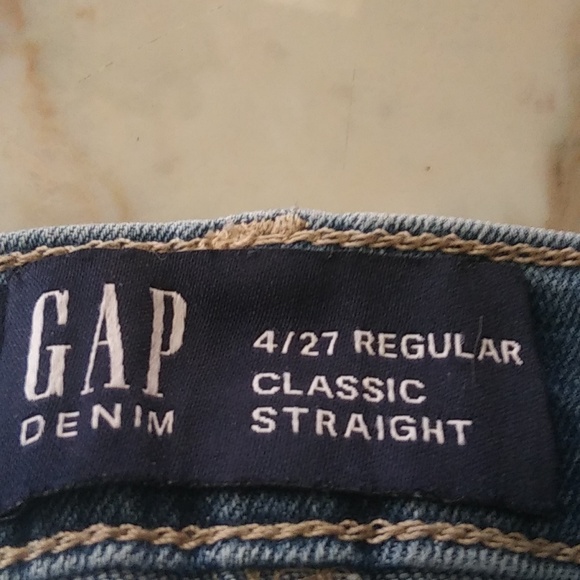 GAP
DENIM
4/27 REGULAR
CLASSIC
STRAIGHT